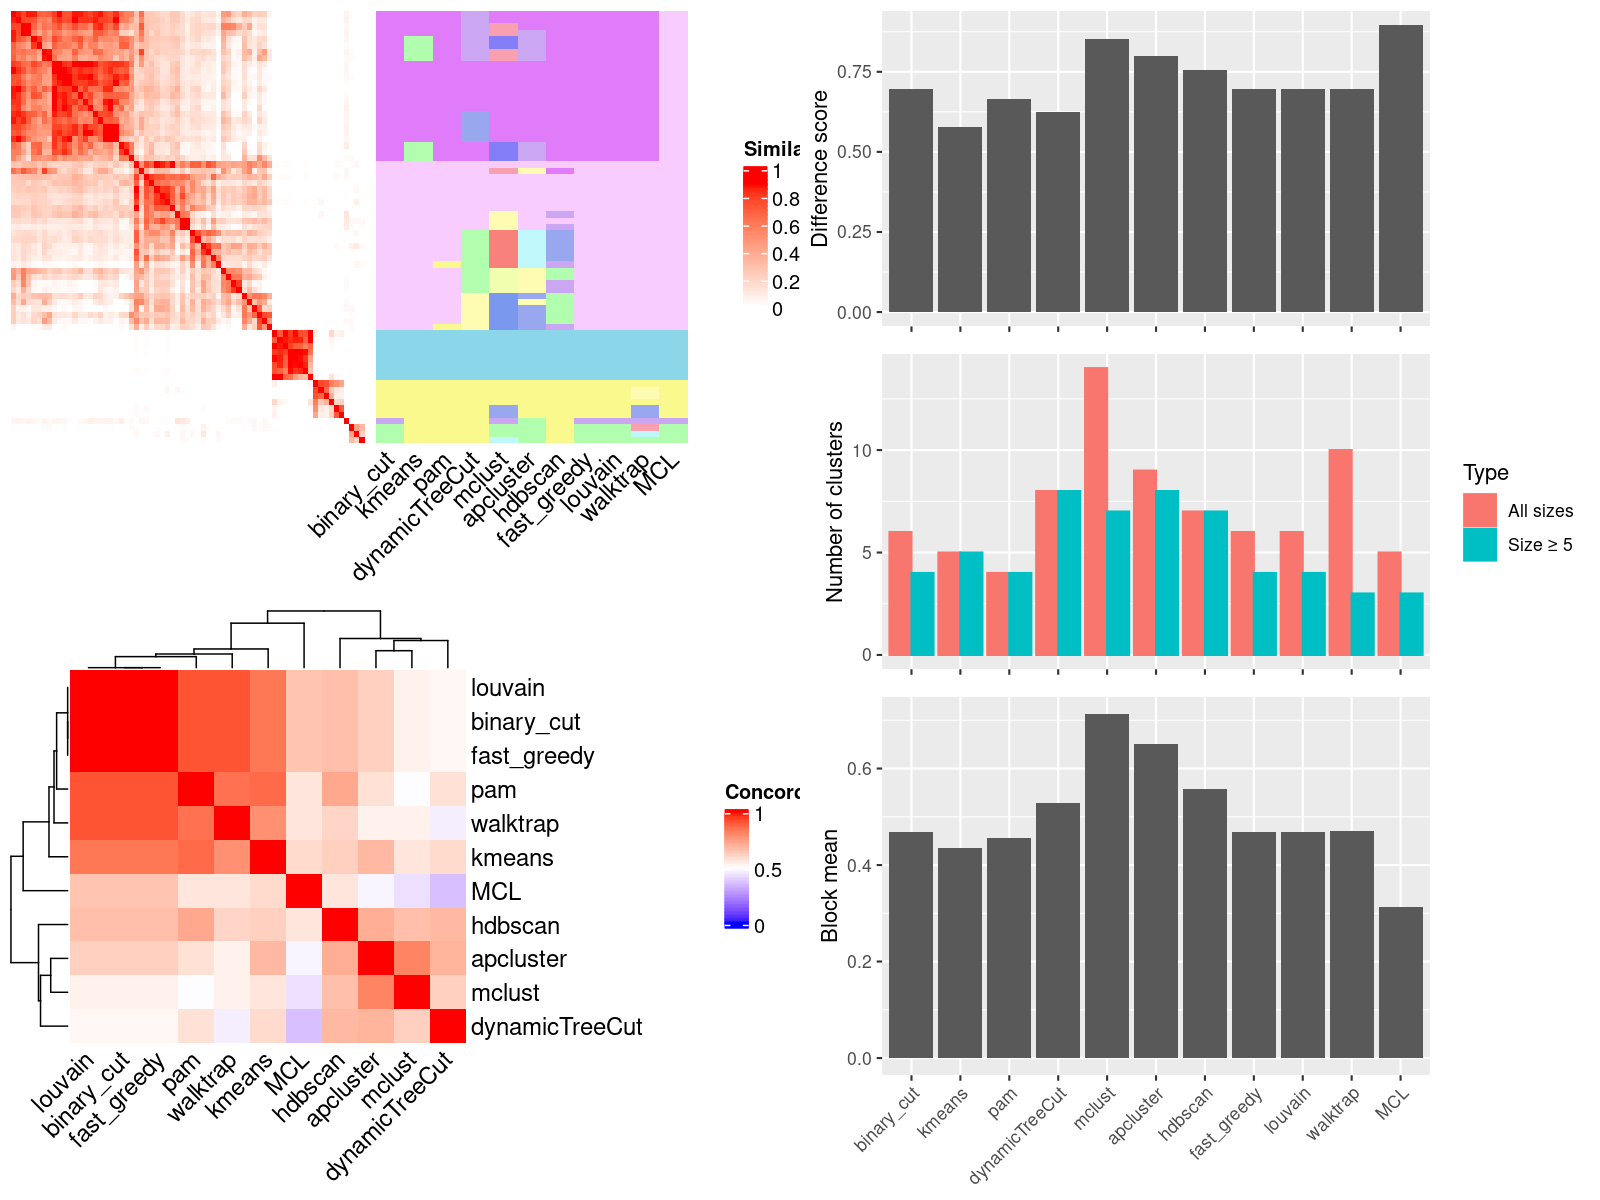 Simila
1
0.8
0.6
0.4
0.2
0
binary_cut
kmeans
pam
dynamicTreeCut
mclust
apcluster
hdbscan
fast_greedy
louvain
walktrap
MCL
louvain
binary_cut
fast_greedy
pam
walktrap
kmeans
MCL
hdbscan
apcluster
mclust
dynamicTreeCut
louvain
binary_cut
fast_greedy
pam
walktrap
kmeans
MCL
hdbscan
apcluster
mclust
dynamicTreeCut
Concord
1
0.5
0
Difference score
0.75
0.50
0.25
0.00
Number of clusters
10
5
0
Type
All sizes
Size ≥ 5
Block mean
0.6
0.4
0.2
0.0
binary_cut
kmeans
pam
dynamicTreeCut
mclust
apcluster
hdbscan
fast_greedy
louvain
walktrap
MCL